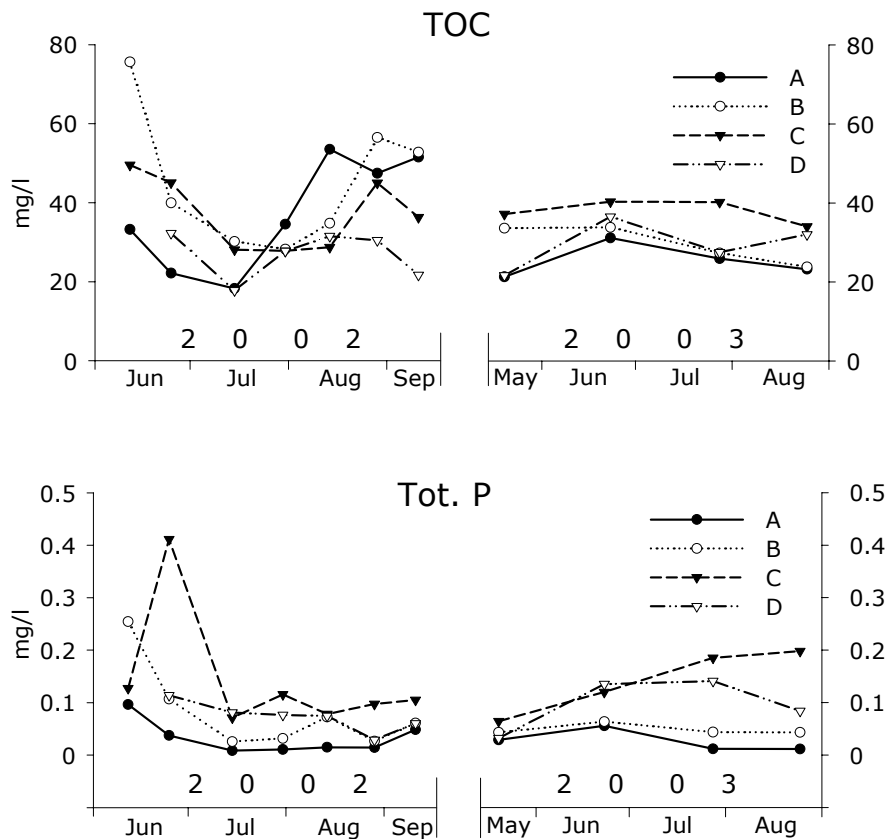 TOC
80 80
A
B
60 60
C
D
mg/l
40 40
20 20
2 0 0 2 2 0 0 3
0 0
Jun Jul Aug Sep May Jun Jul Aug
0.5 Tot. P 0.5
A
0.4 B 0.4
C
0.3 D 0.3
mg/l
0.2 0.2
0.1 0.1
0 0
2 0 0 2 2 0 0 3
Jun Jul Aug Sep May Jun Jul Aug